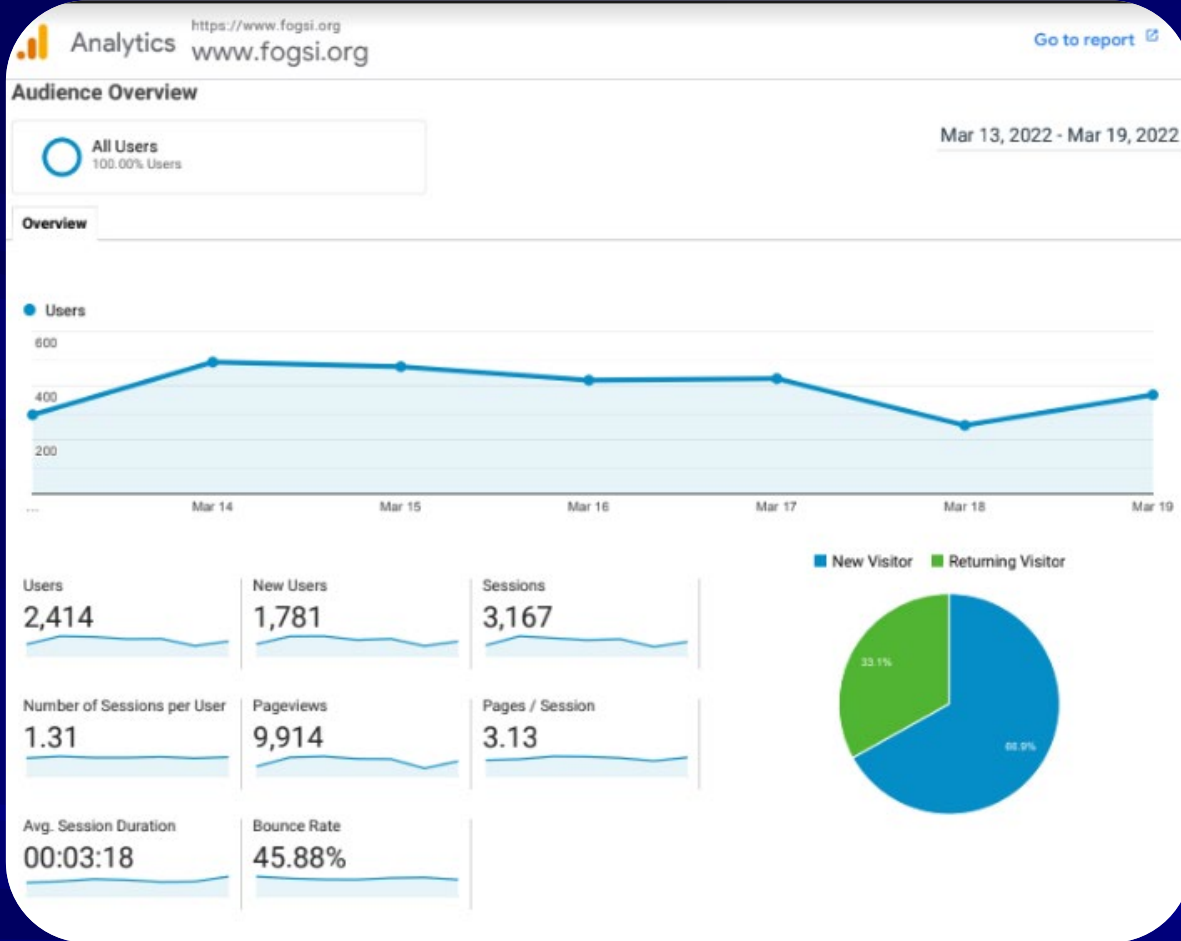 Analytics
https://www.fogsi.org
www.fogsi.org
Go to report
Audience Overview
All Users
100.00% Users
Mar 13, 2022 - Mar 19, 2022
Overview
Users
600
400
200
...
Mar 14
Mar 15
Mar 16
Mar 17
Mar 18
Mar 19
New Visitor
Returning Visitor
Users
2,414
New Users
1,781
Sessions
3,167
Number of Sessions per User
1.31
Pageviews
9,914
Pages / Session
3.13
Avg. Session Duration
00:03:18
Bounce Rate
45.88%
33.1%
66.9%